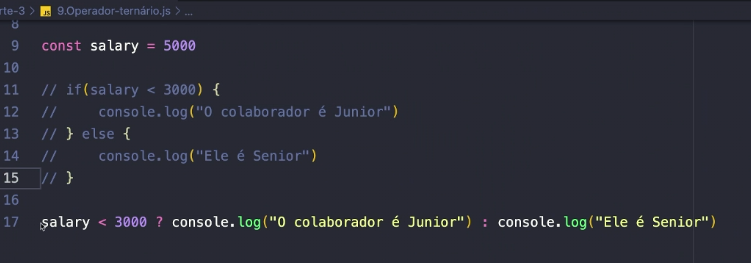 rte-3 > JS 9.Operador-ternário.js > ...
8
9 const salary = 5000
10
11 // if(salary < 3000) {
12 //     console.log("O colaborador é Junior")
13 // } else {
14 //     console.log("Ele é Senior")
15 // }
16
17 salary < 3000 ? console.log("O colaborador é Junior") : console.log("Ele é Senior")